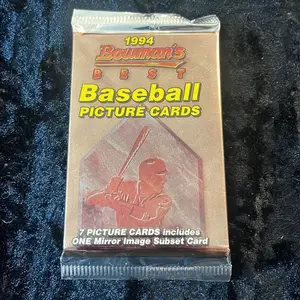 1994
Bowman's
BEST
Baseball
PICTURE CARDS
7 PICTURE CARDS Includes
ONE Mirror Image Subset Card